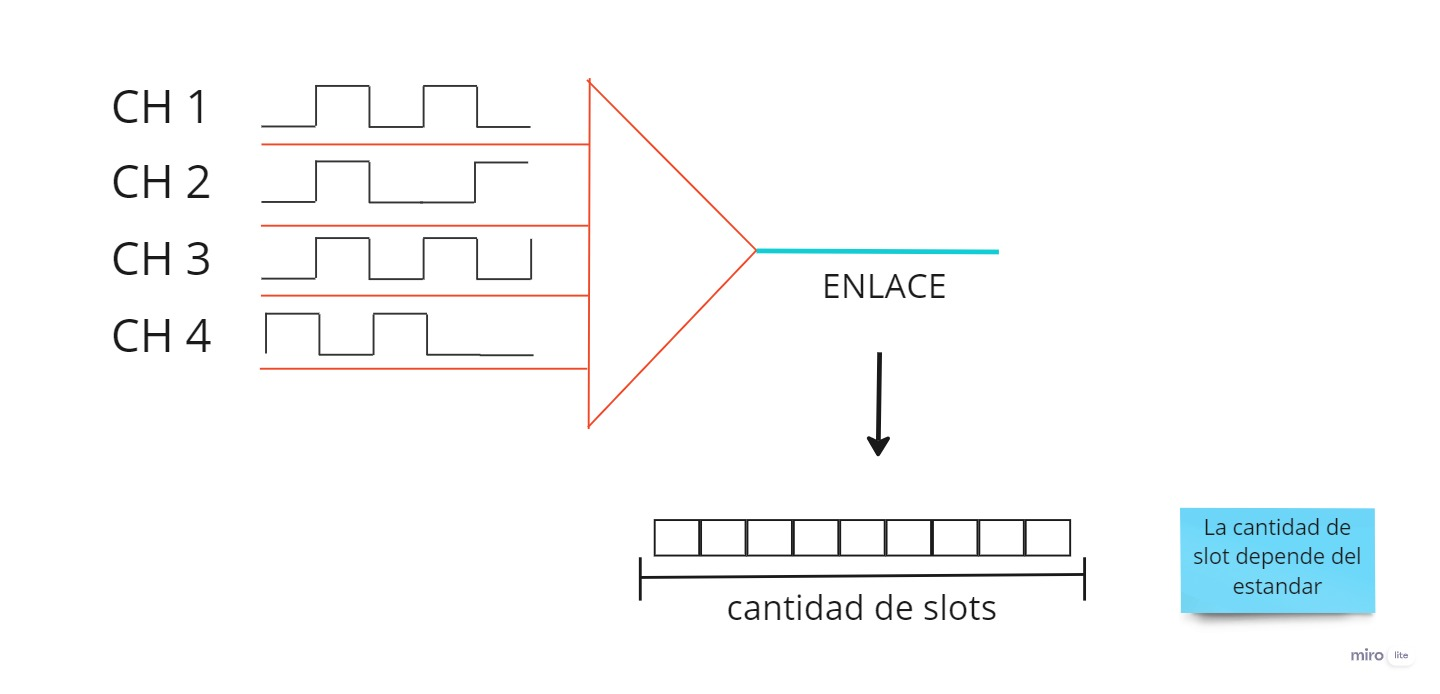 CH 1
CH 2
CH 3
CH 4
ENLACE
cantidad de slots
La cantidad de
slot depende del
estandar
miro lite